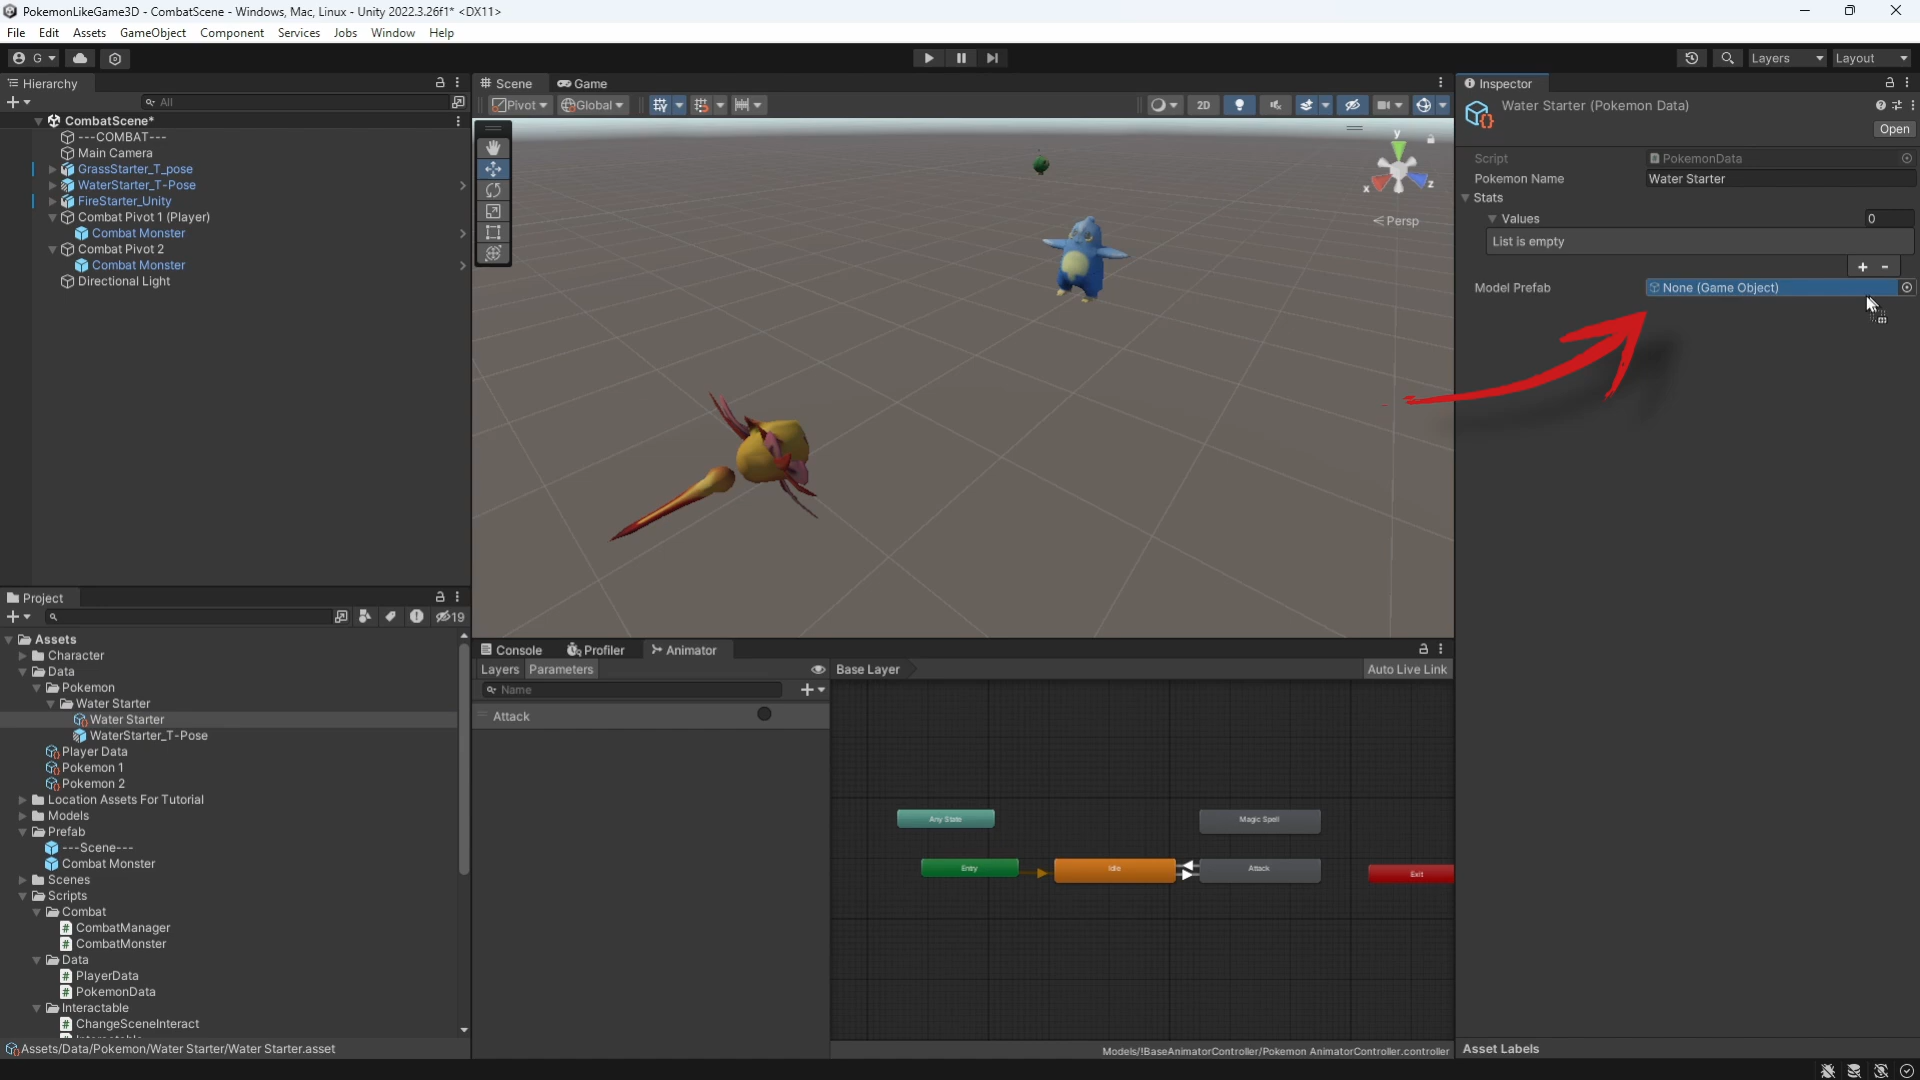 PokemonLikeGame3D - CombatScene - Windows, Mac, Linux - Unity 2022.3.26f1* <DX11>
File Edit Assets GameObject Component Services Jobs Window Help
G Layers Layout
Hierarchy
All
CombatScene*
---COMBAT---
Main Camera
GrassStarter_T_pose
WaterStarter_T-Pose
FireStarter_Unity
Combat Pivot 1 (Player)
Combat Monster
Combat Pivot 2
Combat Monster
Directional Light
Scene Game
Pivot Global 2D
y
x z
Persp
Inspector
Water Starter (Pokemon Data)
Open
Script PokemonData
Pokemon Name Water Starter
Stats
Values 0
List is empty
+ -
Model Prefab None (Game Object)
Project
19
Assets
Character
Data
Pokemon
Water Starter
Water Starter
WaterStarter_T-Pose
Player Data
Pokemon 1
Pokemon 2
Location Assets For Tutorial
Models
Prefab
---Scene---
Combat Monster
Scenes
Scripts
Combat
CombatManager
CombatMonster
Data
PlayerData
PokemonData
Interactable
ChangeSceneInteract
Assets/Data/Pokemon/Water Starter/Water Starter.asset
Console Profiler Animator
Layers Parameters Base Layer Auto Live Link
Name
Attack
Any State Magic Spell
Entry Idle Attack Exit
Models/!BaseAnimatorController/Pokemon AnimatorController.controller
Asset Labels